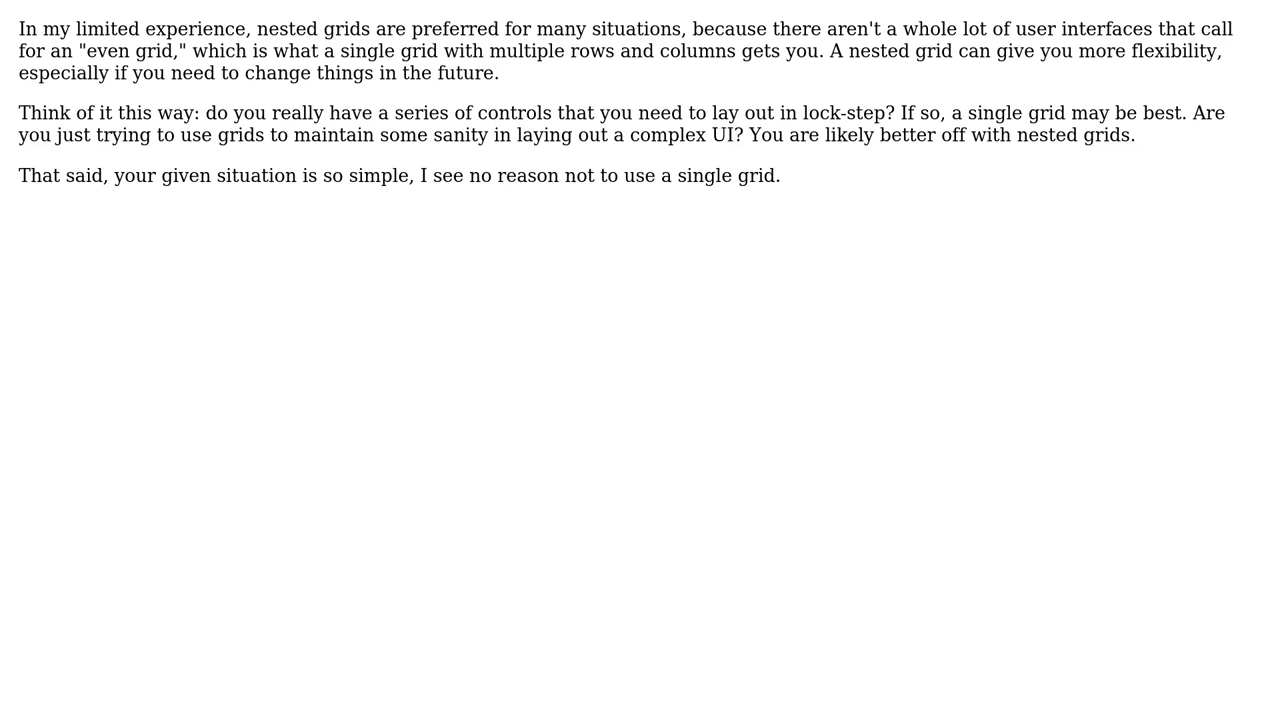 In my limited experience, nested grids are preferred for many situations, because there aren't a whole lot of user interfaces that call
for an "even grid," which is what a single grid with multiple rows and columns gets you. A nested grid can give you more flexibility,
especially if you need to change things in the future.
Think of it this way: do you really have a series of controls that you need to lay out in lock-step? If so, a single grid may be best. Are
you just trying to use grids to maintain some sanity in laying out a complex UI? You are likely better off with nested grids.
That said, your given situation is so simple, I see no reason not to use a single grid.